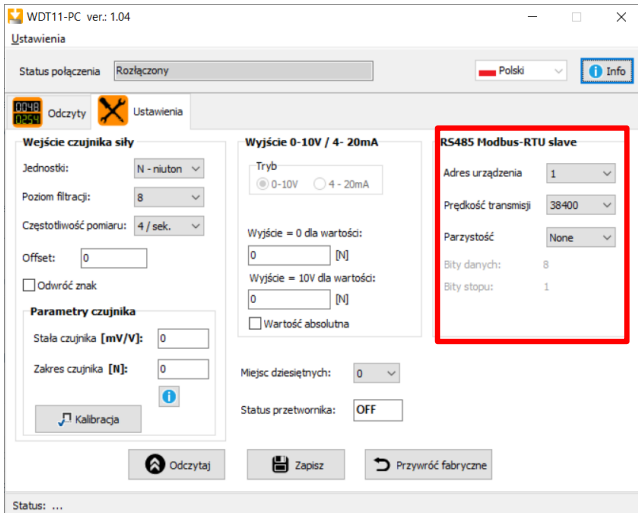 WDT11-PC ver.: 1.04
Ustawienia
Status połączenia Rozłączony Polski Info
0048
0254
Odczyty Ustawienia
Wejście czujnika siły
Jednostki: N - niuton
Poziom filtracji: 8
Częstotliwość pomiaru: 4 / sek.
Offset: 0
Odwróć znak
Parametry czujnika
Stała czujnika [mV/V]: 0
Zakres czujnika [N]: 0
Kalibracja
Wyjście 0-10V / 4- 20mA
Tryb
0-10V 4 - 20mA
Wyjście = 0 dla wartości:
0 [N]
Wyjście = 10V dla wartości:
0 [N]
Wartość absolutna
Miejsc dziesiętnych: 0
Status przetwornika: OFF
RS485 Modbus-RTU slave
Adres urządzenia 1
Prędkość transmisji 38400
Parzystość None
Bity danych: 8
Bity stopu: 1
Odczytaj Zapisz Przywróć fabryczne
Status: ...